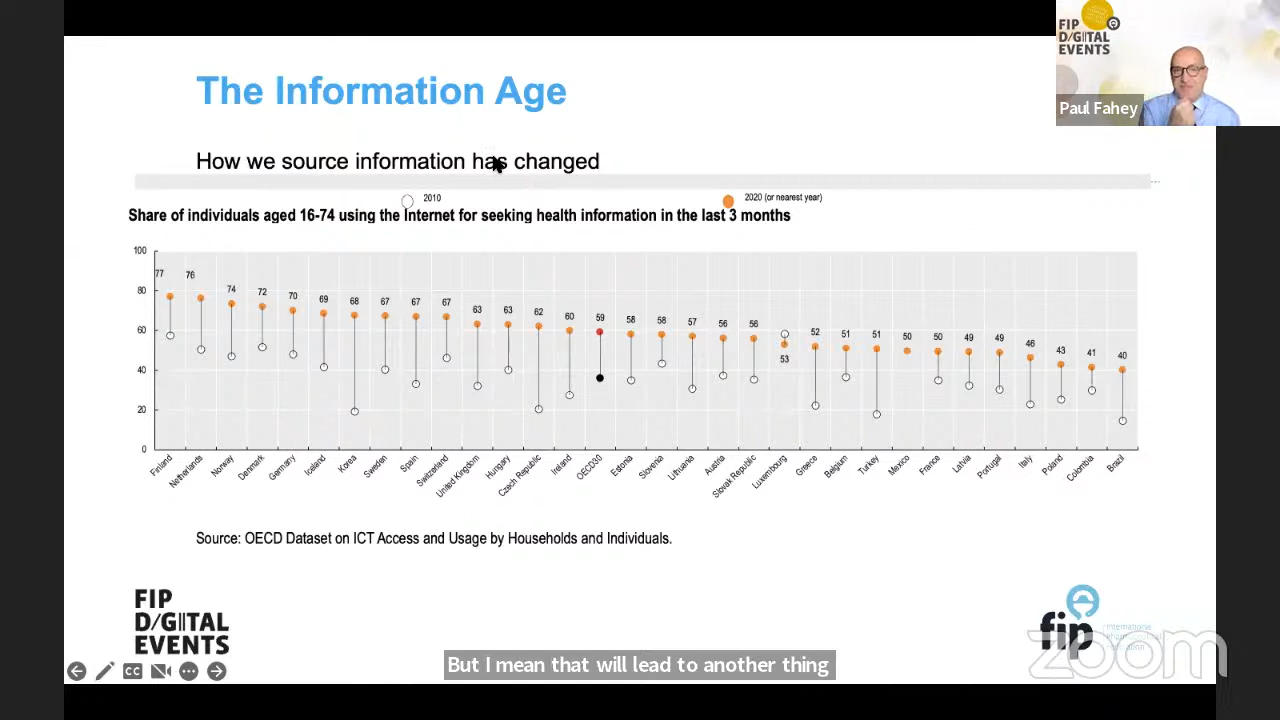 The Information Age
How we source information has changed
2010
2020 (or nearest year)
Share of individuals aged 16-74 using the Internet for seeking health information in the last 3 months
100
80
60
40
20
0
77
76
74
72
70
69
68
67
67
67
63
63
62
60
59
58
58
57
56
56
53
52
51
51
50
50
49
49
46
43
41
40
Finland
Netherlands
Norway
Denmark
Germany
Iceland
Korea
Sweden
Spain
Switzerland
United Kingdom
Hungary
Czech Republic
Ireland
OECD30
Estonia
Slovenia
Lithuania
Austria
Slovak Republic
Luxembourg
Greece
Belgium
Turkey
Mexico
France
Latvia
Portugal
Italy
Poland
Colombia
Brazil
Source: OECD Dataset on ICT Access and Usage by Households and Individuals.
FIP
D/GITAL
EVENTS
Paul Fahey
FIP
D/GITAL
EVENTS
fip
International
zoom
CC
But I mean that will lead to another thing